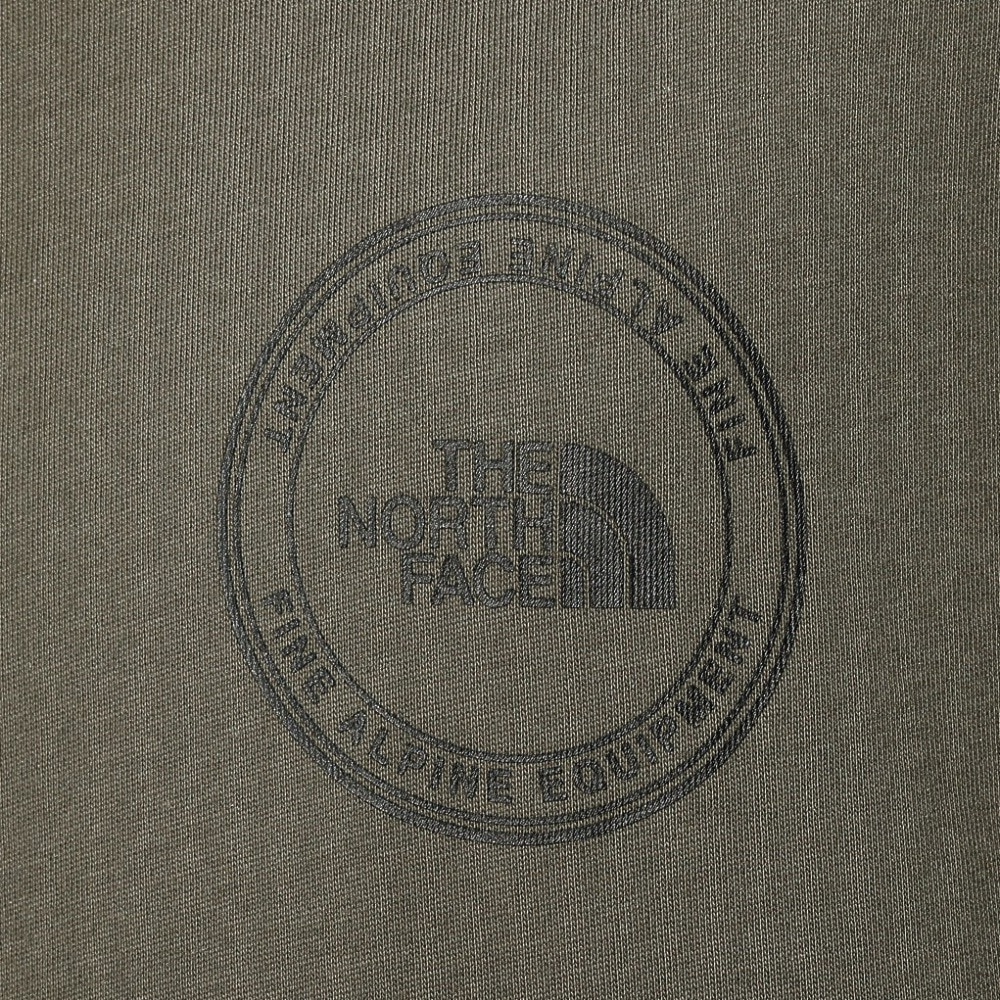 FINE ALPINE EQUIPMENT
THE
NORTH
FACE
FINE ALPINE EQUIPMENT